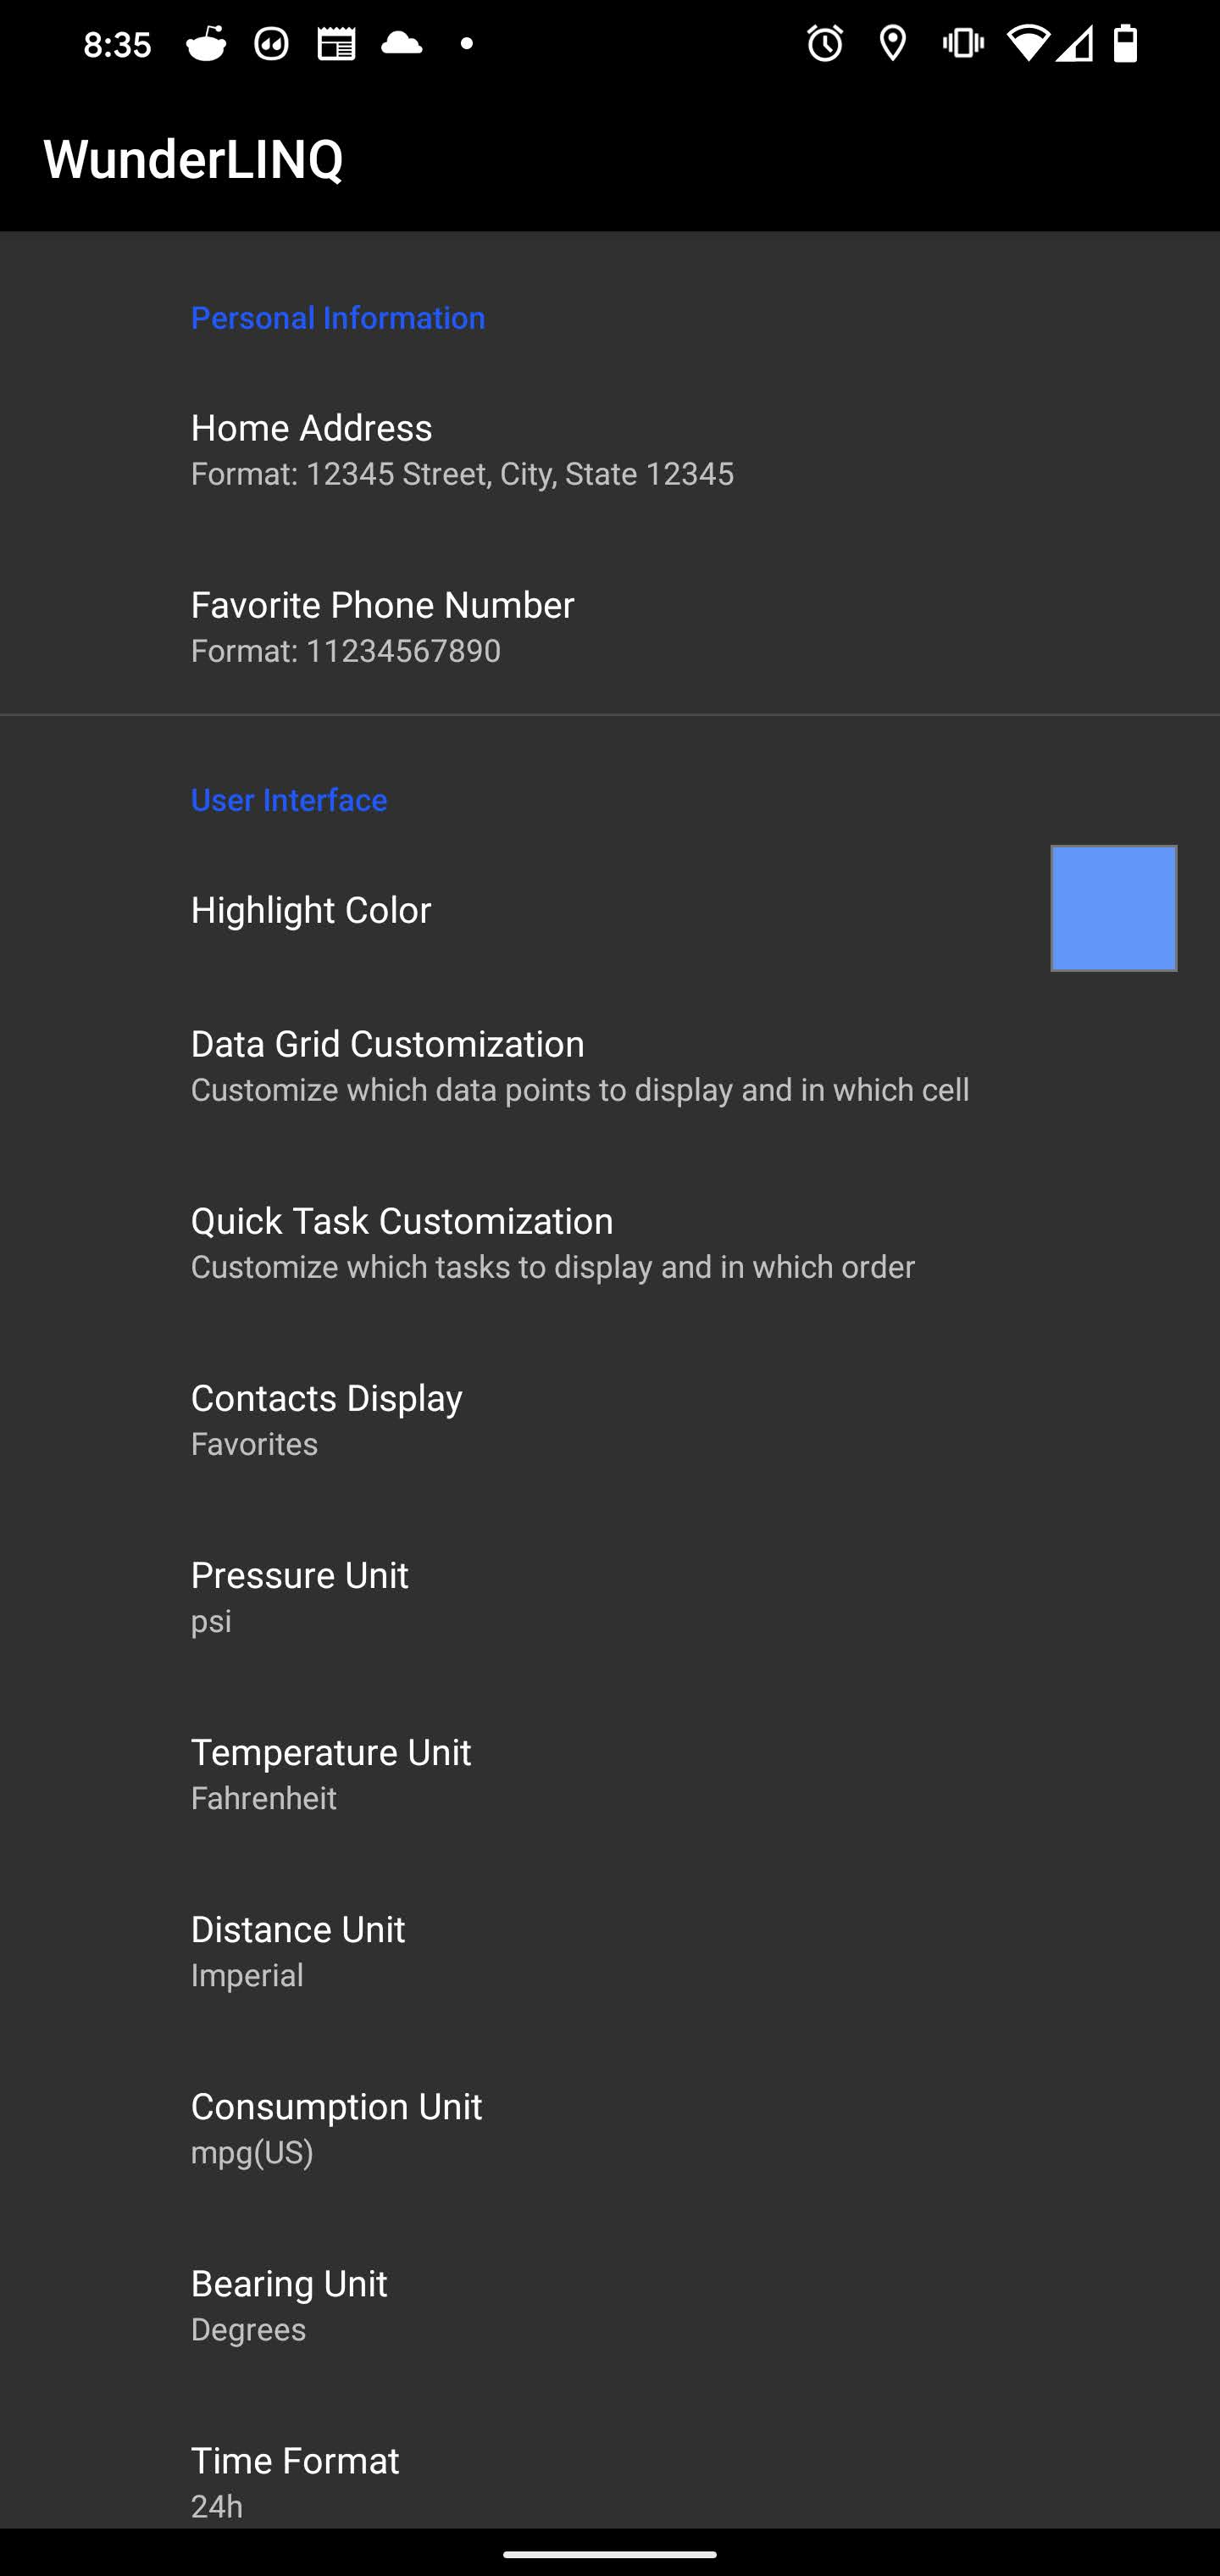 8:35
WunderLINQ
Personal Information
Home Address
Format: 12345 Street, City, State 12345
Favorite Phone Number
Format: 11234567890
User Interface
Highlight Color
Data Grid Customization
Customize which data points to display and in which cell
Quick Task Customization
Customize which tasks to display and in which order
Contacts Display
Favorites
Pressure Unit
psi
Temperature Unit
Fahrenheit
Distance Unit
Imperial
Consumption Unit
mpg(US)
Bearing Unit
Degrees
Time Format
24h